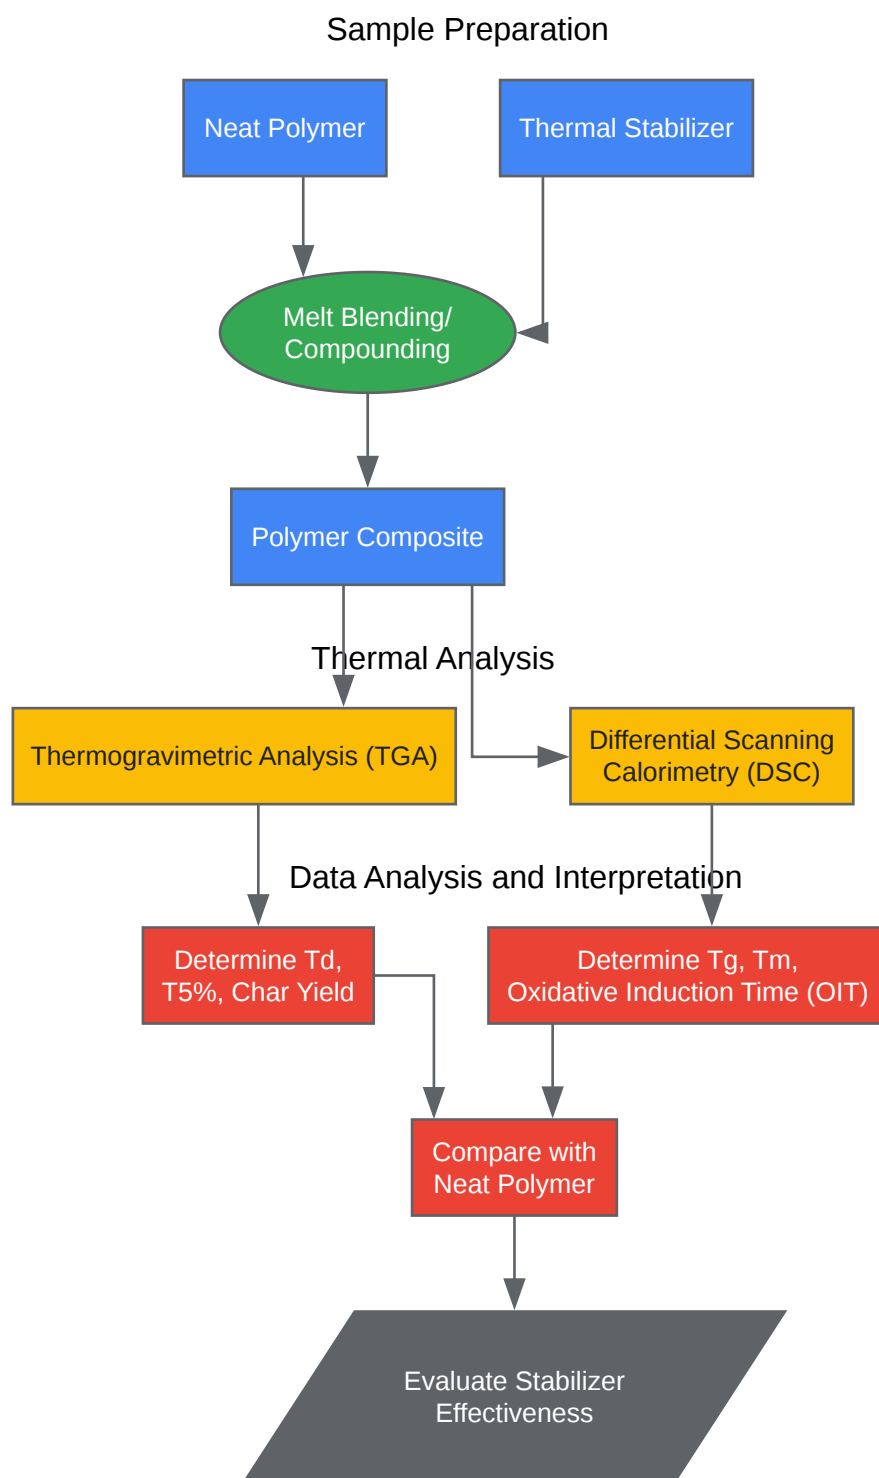 Sample Preparation
Neat Polymer
Thermal Stabilizer
Melt Blending/
Compounding
Polymer Composite
Thermal Analysis
Thermogravimetric Analysis (TGA)
Differential Scanning
Calorimetry (DSC)
Data Analysis and Interpretation
Determine Td,
T5%, Char Yield
Determine Tg, Tm,
Oxidative Induction Time (OIT)
Compare with
Neat Polymer
Evaluate Stabilizer
Effectiveness